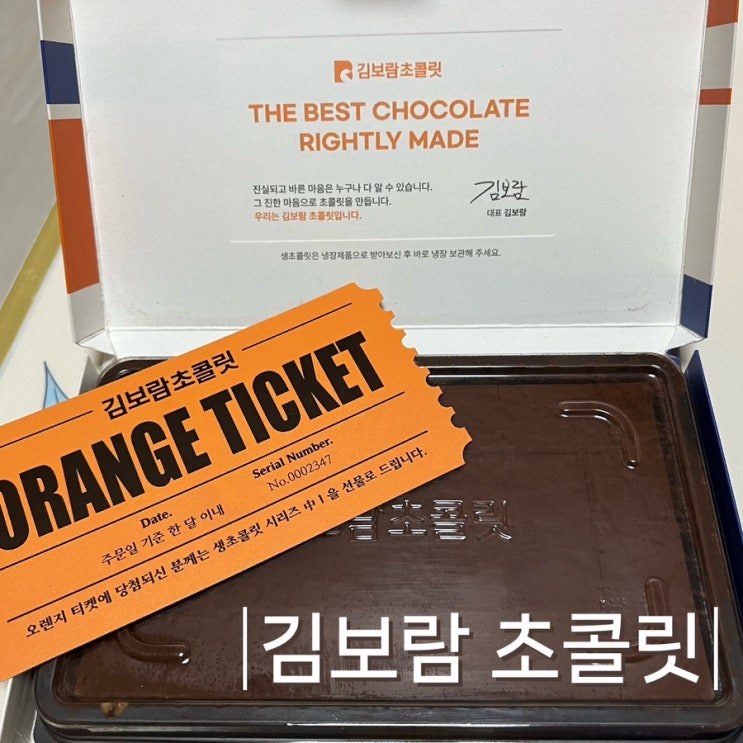 김보람초콜릿
THE BEST CHOCOLATE
RIGHTLY MADE
진실되고 바른 마음은 누구나 다 알 수 있습니다.
그 진한 마음으로 초콜릿을 만듭니다.
우리는 김보람 초콜릿입니다.
김보람
대표 김보람
생초콜릿은 냉장제품으로 받아보신 후 바로 냉장 보관해 주세요.
김보람초콜릿
ORANGE TICKET
Date.
주문일 기준 한 달 이내
Serial Number.
No.0002347
오렌지 티켓에 당첨되신 분께는 생초콜릿 시리즈 中 1 을 선물로 드립니다.
람초콜릿
김보람 초콜릿